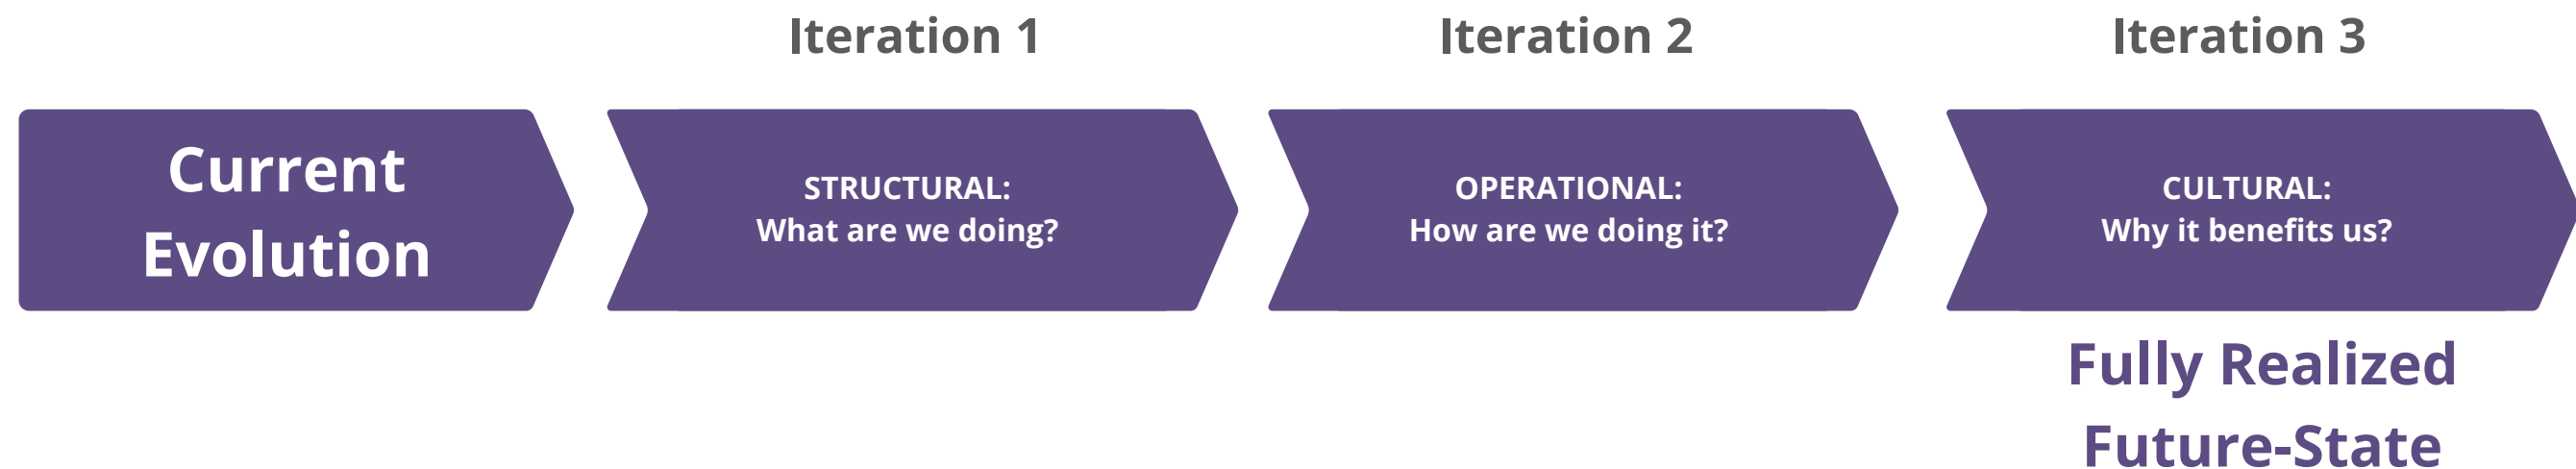 Iteration 1
Iteration 2
Iteration 3
Current
Evolution
STRUCTURAL:
What are we doing?
OPERATIONAL:
How are we doing it?
CULTURAL:
Why it benefits us?
Fully Realized
Future-State